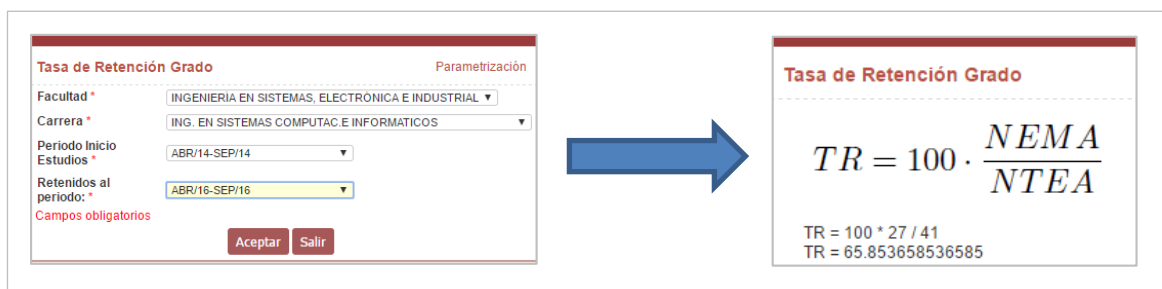 Tasa de Retención Grado Parametrización
Facultad * INGENIERÍA EN SISTEMAS, ELECTRÓNICA E INDUSTRIAL
Carrera * ING. EN SISTEMAS COMPUTAC.E INFORMATICOS
Periodo Inicio
Estudios * ABR/14-SEP/14
Retenidos al
periodo: * ABR/16-SEP/16
Campos obligatorios
Aceptar Salir
Tasa de Retención Grado
TR = 100 · NEMA / NTEA
TR = 100 * 27 / 41
TR = 65.853658536585